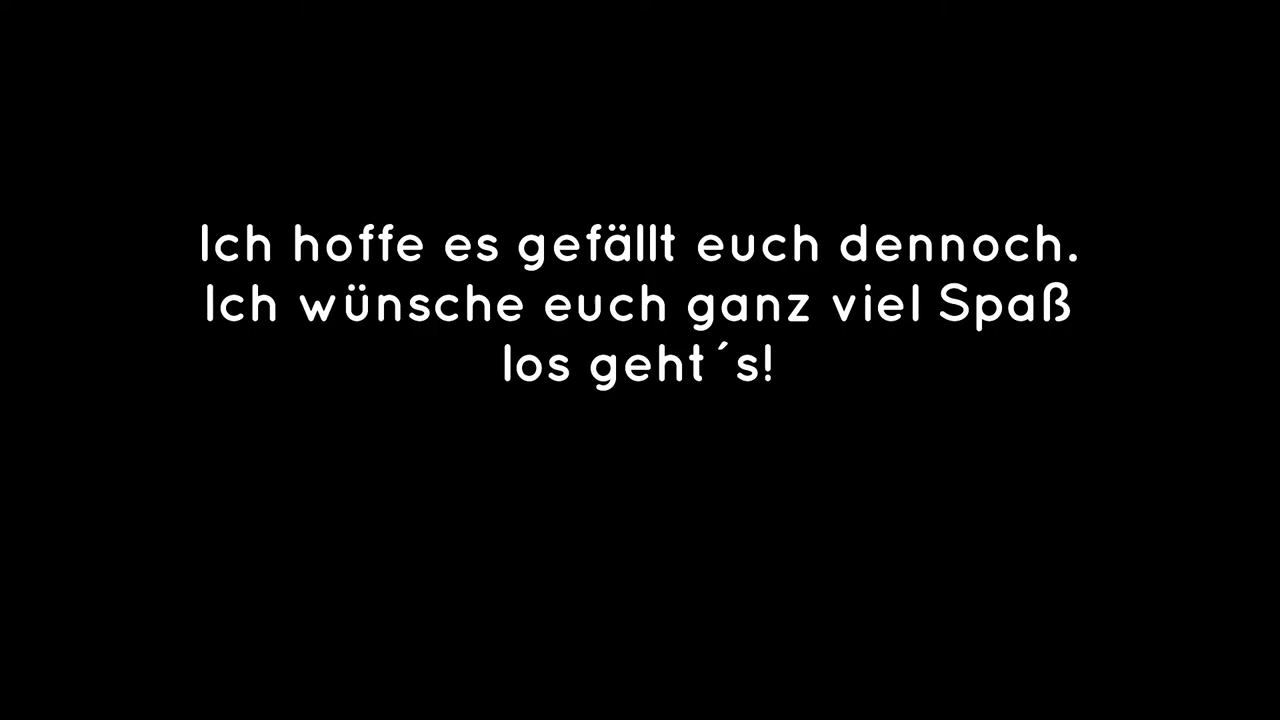 Ich hoffe es gefällt euch dennoch.
Ich wünsche euch ganz viel Spaß
los geht´s!